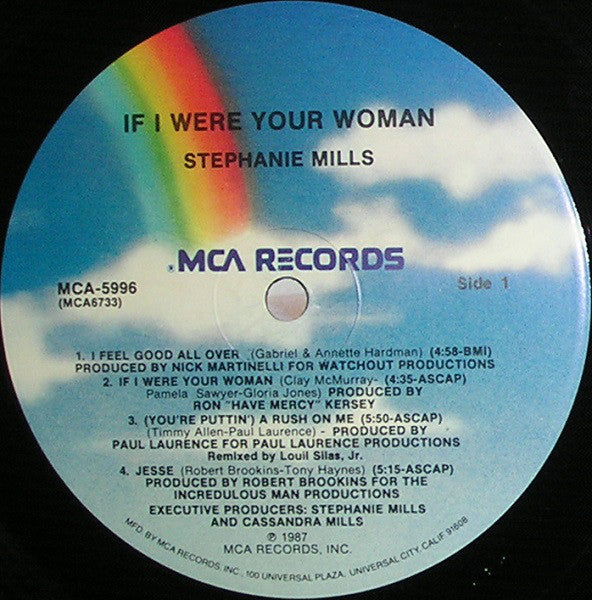 IF I WERE YOUR WOMAN
STEPHANIE MILLS
MCA RECORDS
MCA-5996
(MCA6733)
Side 1
1. I FEEL GOOD ALL OVER (Gabriel & Annette Hardman) (4:58-BMI)
PRODUCED BY NICK MARTINELLI FOR WATCHOUT PRODUCTIONS
2. IF I WERE YOUR WOMAN (Clay McMurray- (4:35-ASCAP)
Pamela Sawyer-Gloria Jones) PRODUCED BY
RON "HAVE MERCY" KERSEY
3. (YOU'RE PUTTIN') A RUSH ON ME (5:50-ASCAP)
(Timmy Allen-Paul Laurence) - PRODUCED BY
PAUL LAURENCE FOR PAUL LAURENCE PRODUCTIONS
Remixed by Louil Silas, Jr.
4. JESSE (Robert Brookins-Tony Haynes) (5:15-ASCAP)
PRODUCED BY ROBERT BROOKINS FOR THE
INCREDULOUS MAN PRODUCTIONS
EXECUTIVE PRODUCERS: STEPHANIE MILLS
AND CASSANDRA MILLS
℗ 1987
MCA RECORDS, INC.
MFD. BY MCA RECORDS, INC., 100 UNIVERSAL PLAZA, UNIVERSAL CITY, CALIF. 91608